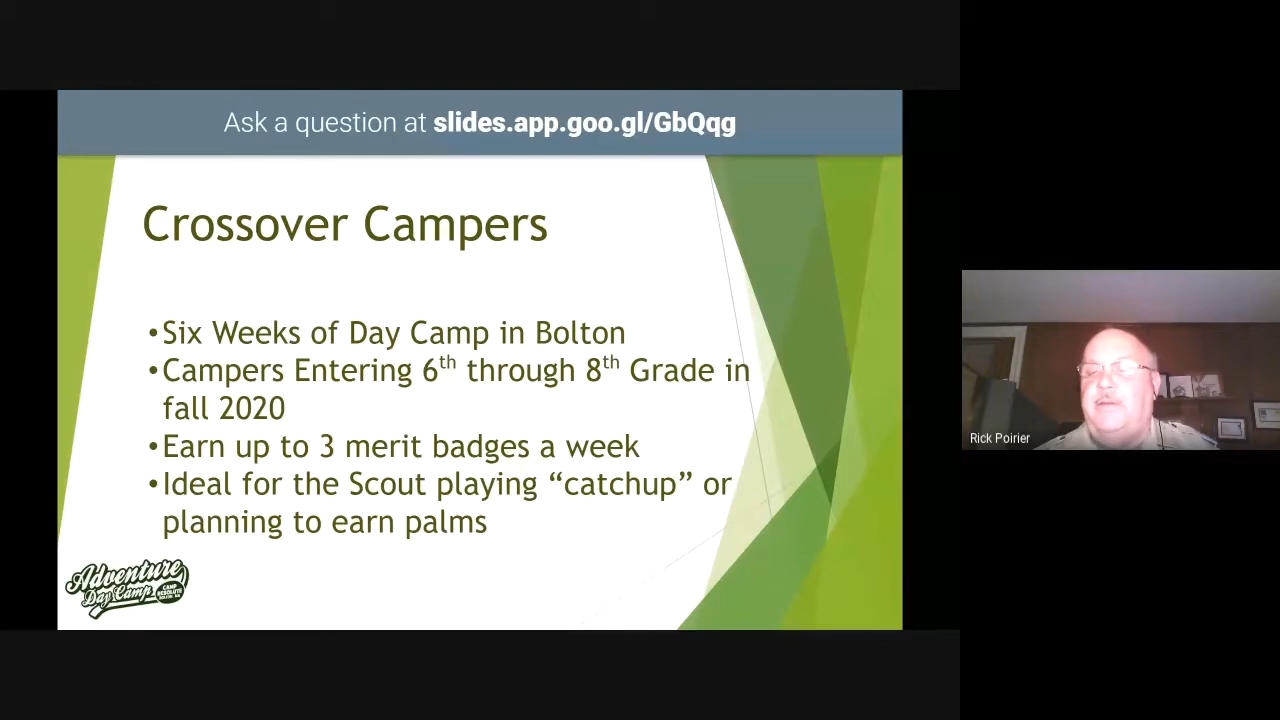 Ask a question at slides.app.goo.gl/GbQqg
Crossover Campers
•Six Weeks of Day Camp in Bolton
•Campers Entering 6th through 8th Grade in
fall 2020
•Earn up to 3 merit badges a week
•Ideal for the Scout playing “catchup” or
planning to earn palms
Adventure
Day Camp
CAMP
RESOLUTE
Rick Poirier